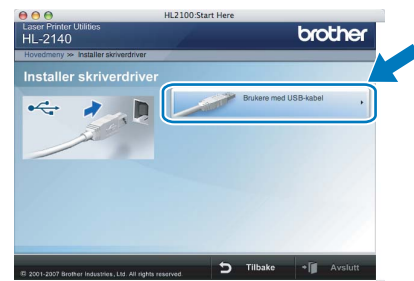 HL2100:Start Here
Laser Printer Utilities
HL-2140
brother
Hovedmeny >> Installer skriverdriver
Installer skriverdriver
Brukere med USB-kabel
© 2001-2007 Brother Industries, Ltd. All rights reserved.
Tilbake
Avslutt